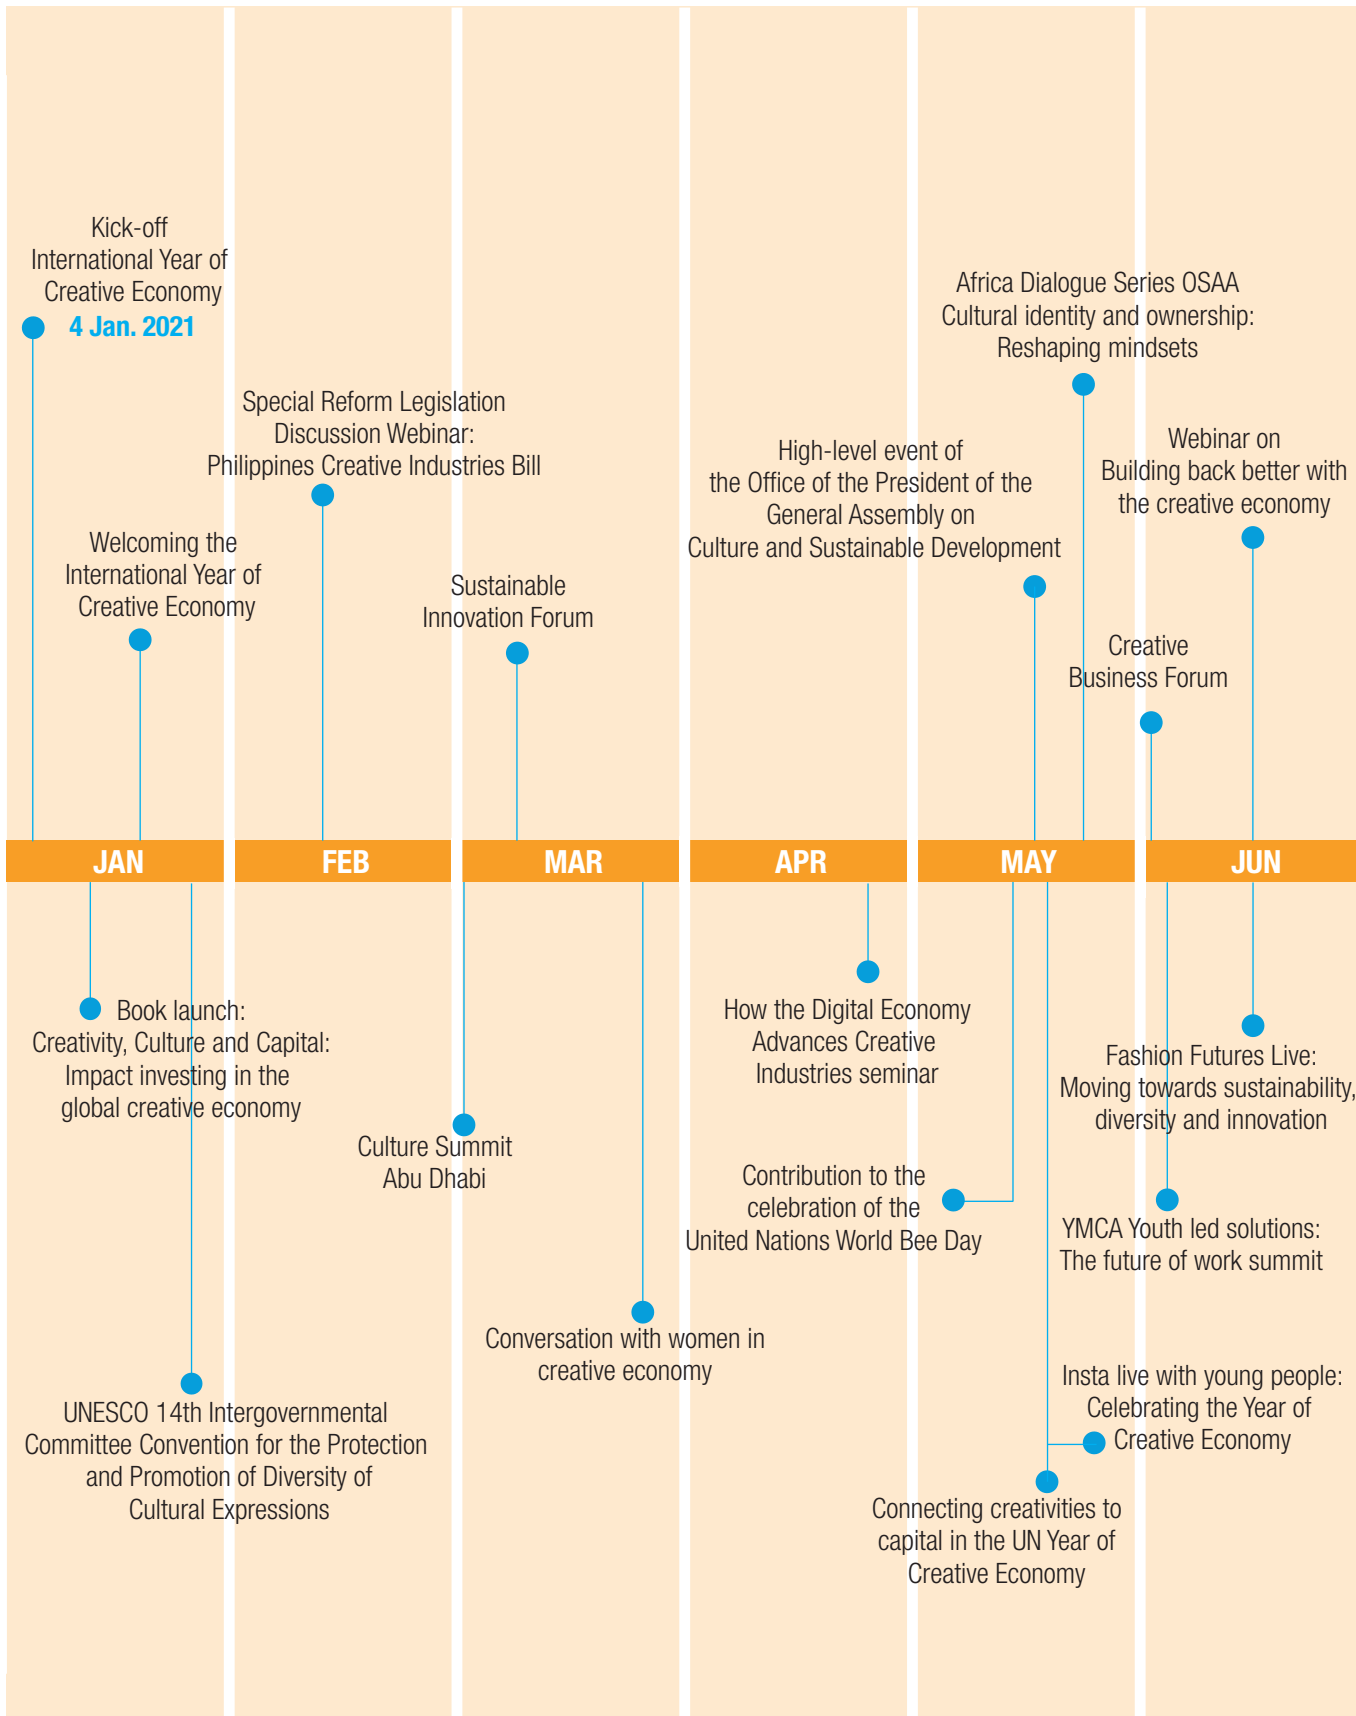 Kick-off
International Year of
Creative Economy
4 Jan. 2021
Welcoming the
International Year of
Creative Economy
Special Reform Legislation
Discussion Webinar:
Philippines Creative Industries Bill
Sustainable
Innovation Forum
High-level event of
the Office of the President of the
General Assembly on
Culture and Sustainable Development
Africa Dialogue Series OSAA
Cultural identity and ownership:
Reshaping mindsets
Creative
Business Forum
Webinar on
Building back better with
the creative economy
JAN
FEB
MAR
APR
MAY
JUN
Book launch:
Creativity, Culture and Capital:
Impact investing in the
global creative economy
UNESCO 14th Intergovernmental
Committee Convention for the Protection
and Promotion of Diversity of
Cultural Expressions
Culture Summit
Abu Dhabi
Conversation with women in
creative economy
How the Digital Economy
Advances Creative
Industries seminar
Contribution to the
celebration of the
United Nations World Bee Day
Connecting creativities to
capital in the UN Year of
Creative Economy
Insta live with young people:
Celebrating the Year of
Creative Economy
YMCA Youth led solutions:
The future of work summit
Fashion Futures Live:
Moving towards sustainability,
diversity and innovation